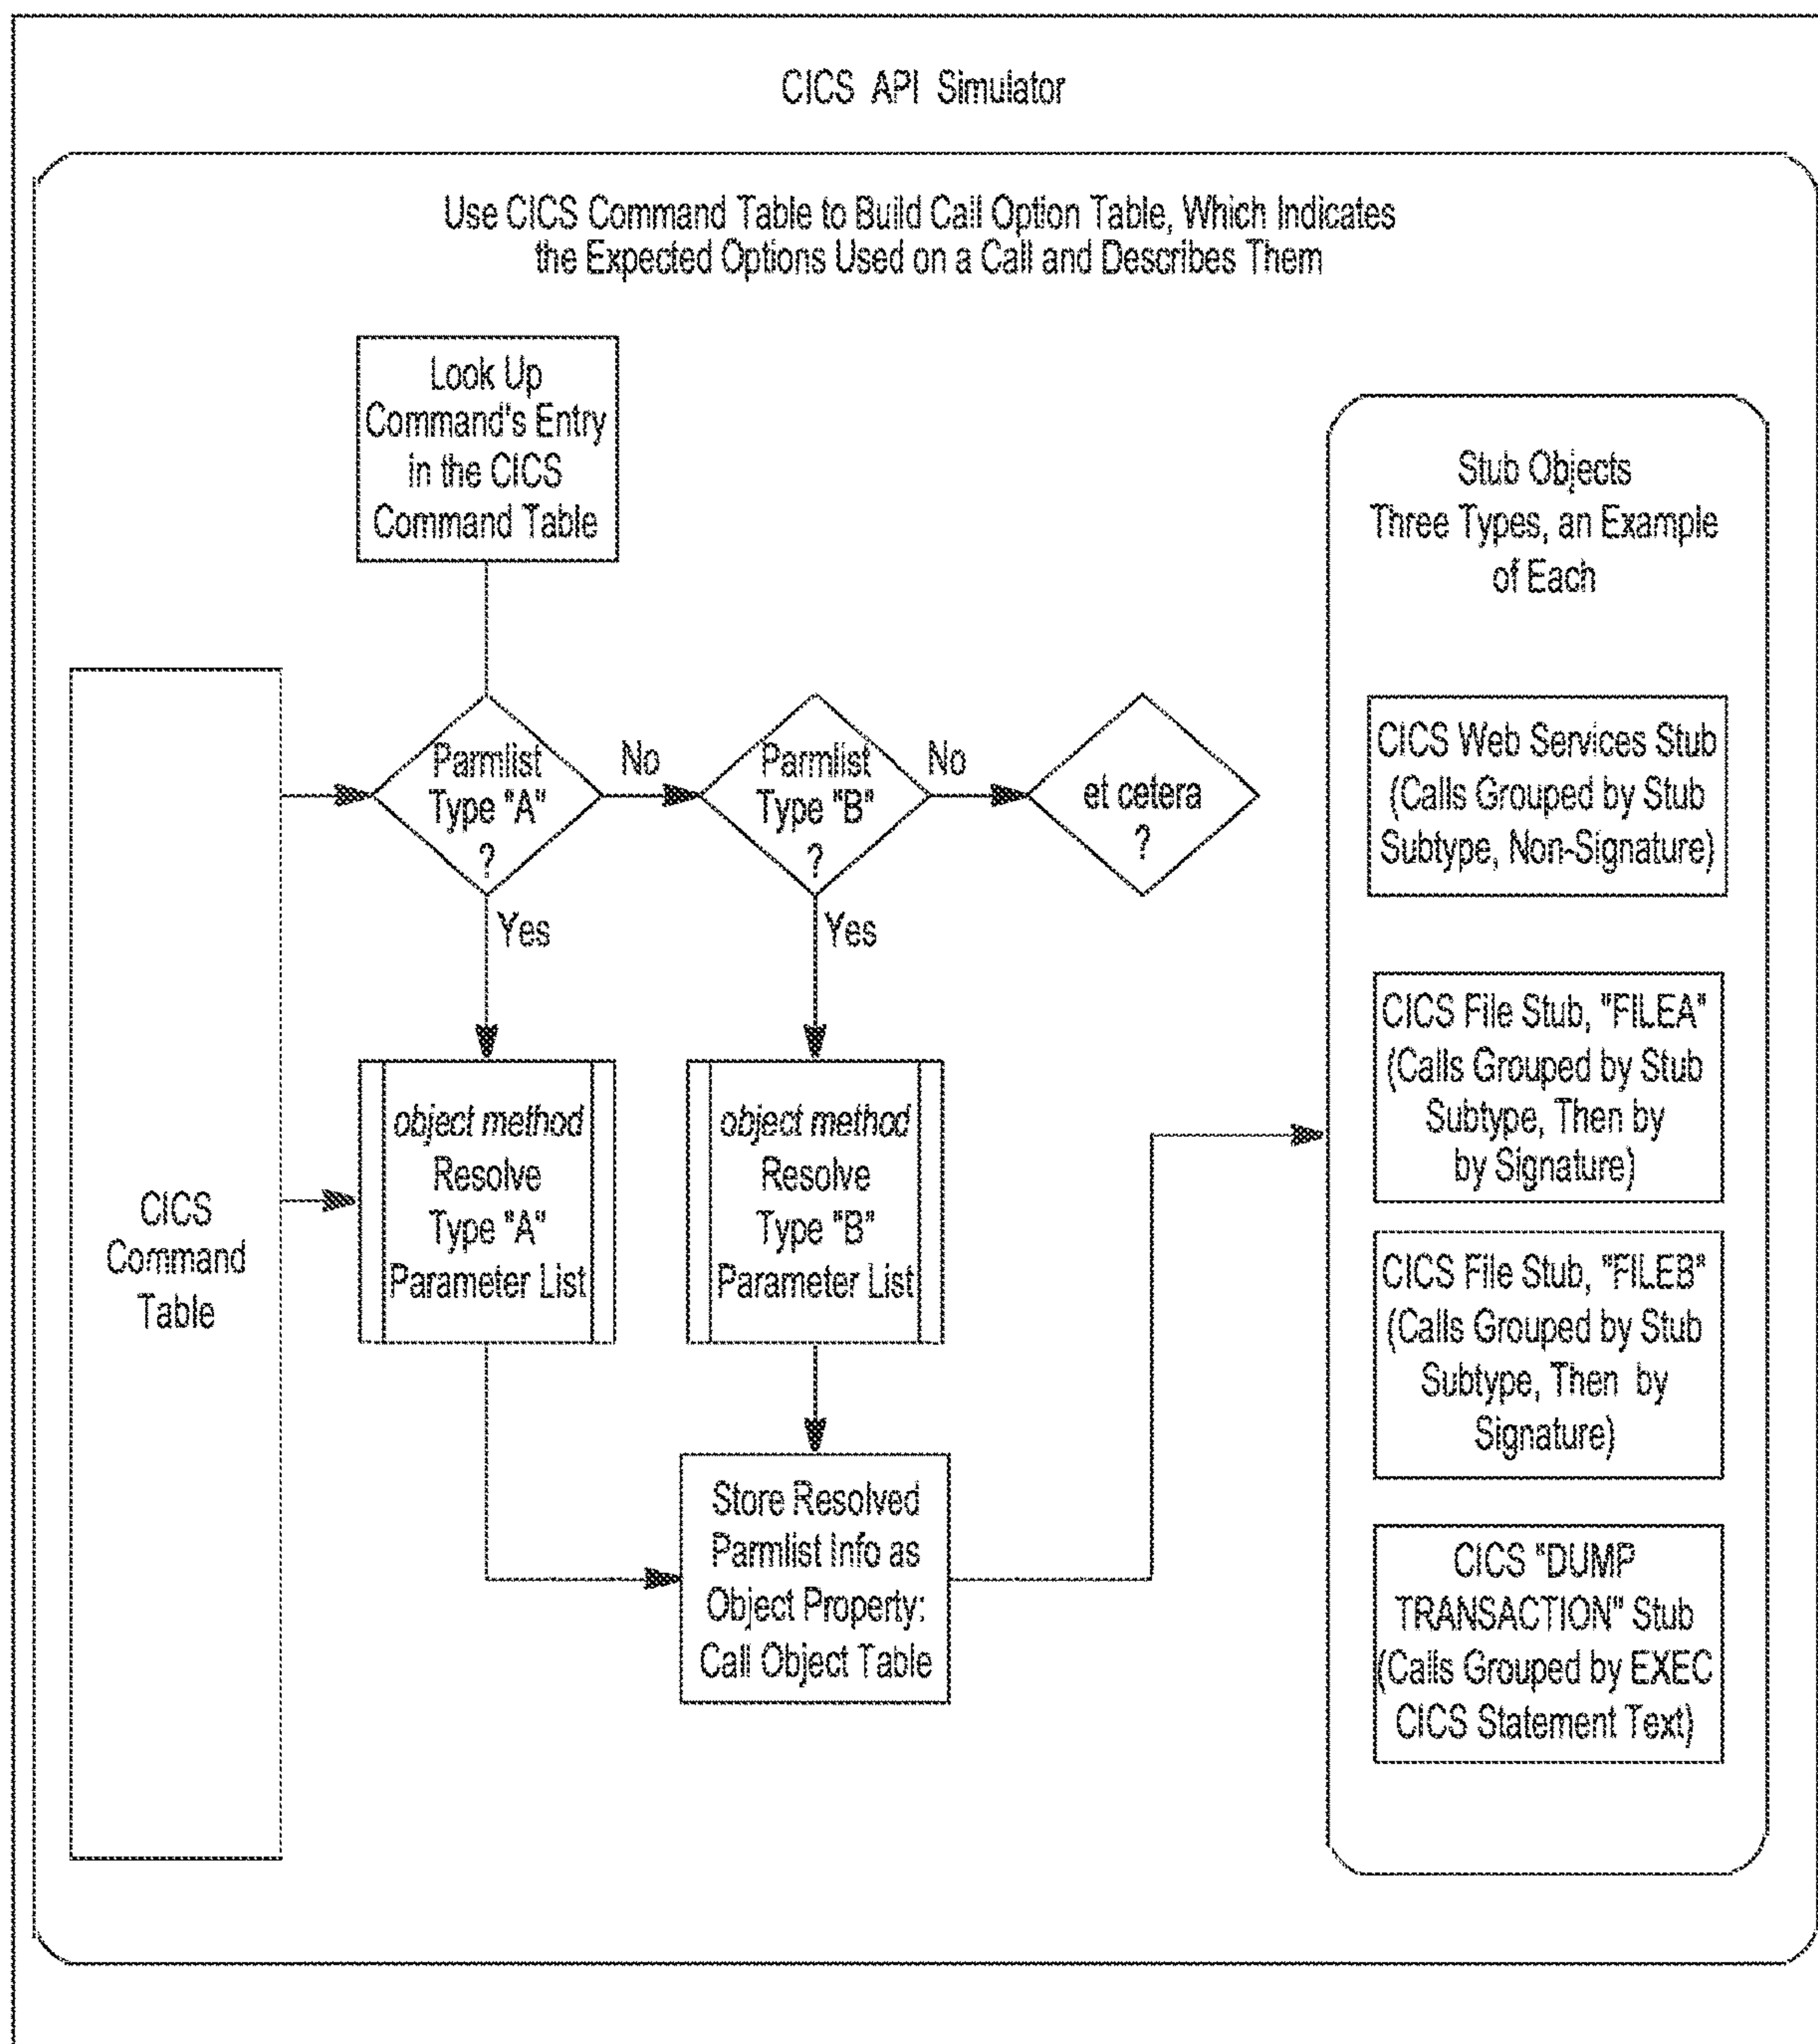 CICS API Simulator
Use CICS Command Table to Build Call Option Table, Which Indicates
the Expected Options Used on a Call and Describes Them
Look Up
Command's Entry
in the CICS
Command Table
Parmlist
Type "A"
?
No
Parmlist
Type "B"
?
No
et cetera
?
Yes
Yes
CICS
Command
Table
object method
Resolve
Type "A"
Parameter List
object method
Resolve
Type "B"
Parameter List
Store Resolved
Parmlist Info as
Object Property:
Call Object Table
Stub Objects
Three Types, an Example
of Each
CICS Web Services Stub
(Calls Grouped by Stub
Subtype, Non-Signature)
CICS File Stub, "FILEA"
(Calls Grouped by Stub
Subtype, Then by
by Signature)
CICS File Stub, "FILEB"
(Calls Grouped by Stub
Subtype, Then by
Signature)
CICS "DUMP
TRANSACTION" Stub
(Calls Grouped by EXEC
CICS Statement Text)